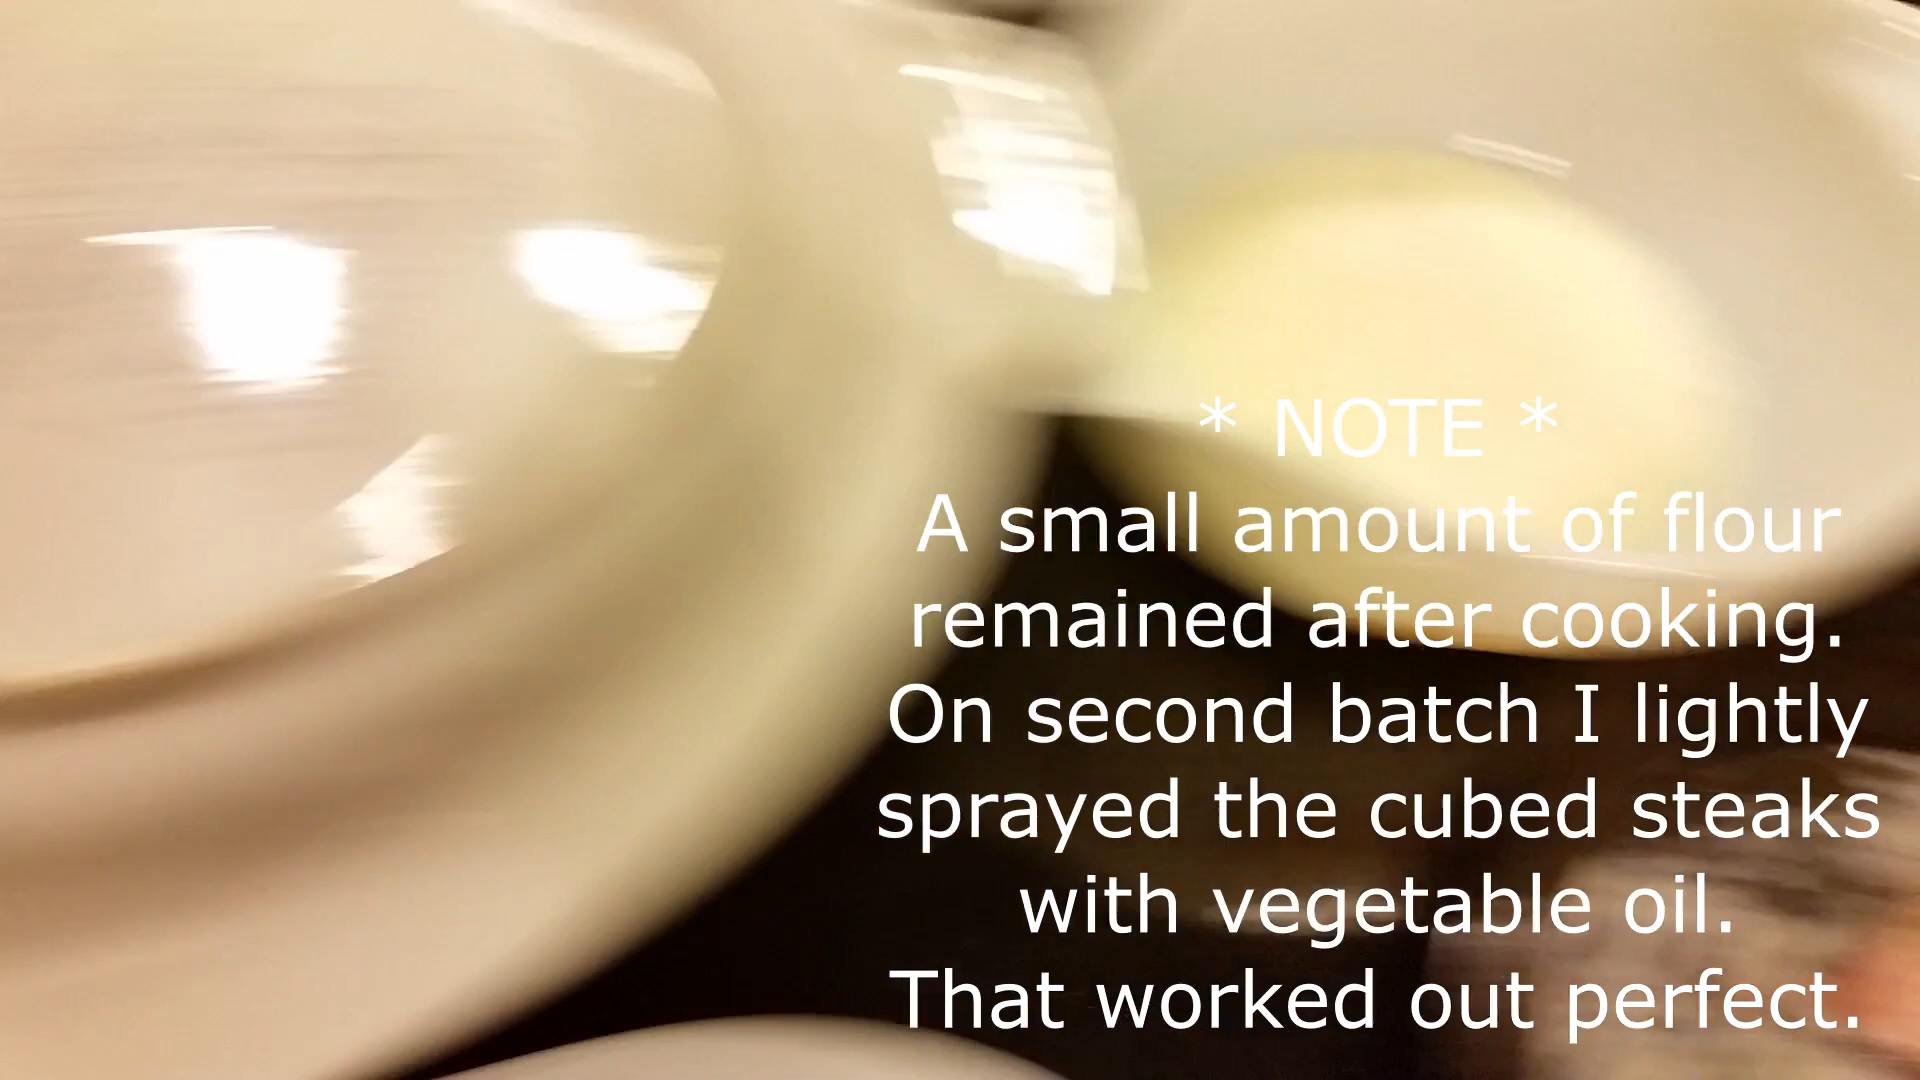 * NOTE *
A small amount of flour
remained after cooking.
On second batch I lightly
sprayed the cubed steaks
with vegetable oil.
That worked out perfect.